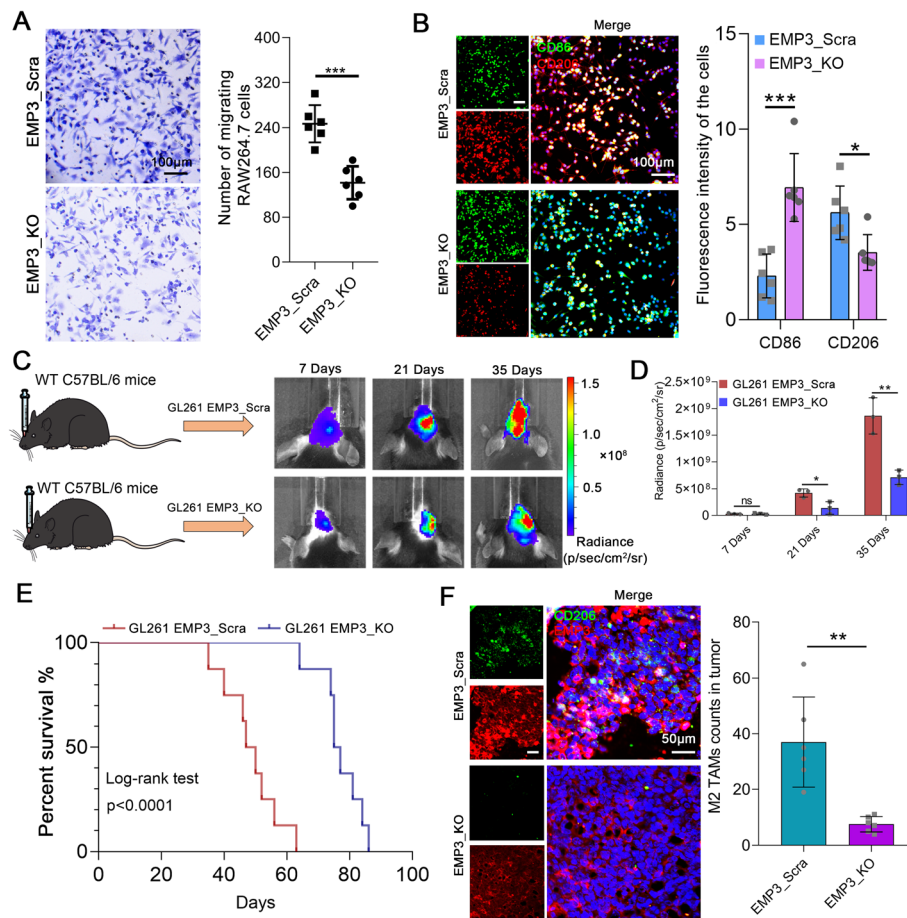 A
EMP3_Scra
100μm
EMP3_KO
Number of migrating
RAW264.7 cells
400
320
240
160
80
0
***
EMP3_Scra
EMP3_KO
B
Merge
EMP3_Scra
CD86
CD206
100μm
EMP3_KO
Fluorescence intensity of the cells
15
10
5
0
EMP3_Scra
EMP3_KO
***
*
CD86
CD206
C
WT C57BL/6 mice
GL261 EMP3_Scra
WT C57BL/6 mice
GL261 EMP3_KO
7 Days
21 Days
35 Days
1.5
×10⁸
1.0
0.5
Radiance
(p/sec/cm²/sr)
D
Radiance (p/sec/cm²/sr)
2.5×10⁹
2×10⁹
1.5×10⁹
1×10⁹
5×10⁸
0
GL261 EMP3_Scra
GL261 EMP3_KO
ns
*
**
7 Days
21 Days
35 Days
E
GL261 EMP3_Scra
GL261 EMP3_KO
Percent survival %
100
50
0
Log-rank test
p<0.0001
0
20
40
60
80
100
Days
F
Merge
EMP3_Scra
CD206
EMP3
50μm
EMP3_KO
M2 TAMs counts in tumor
80
60
40
20
0
**
EMP3_Scra
EMP3_KO